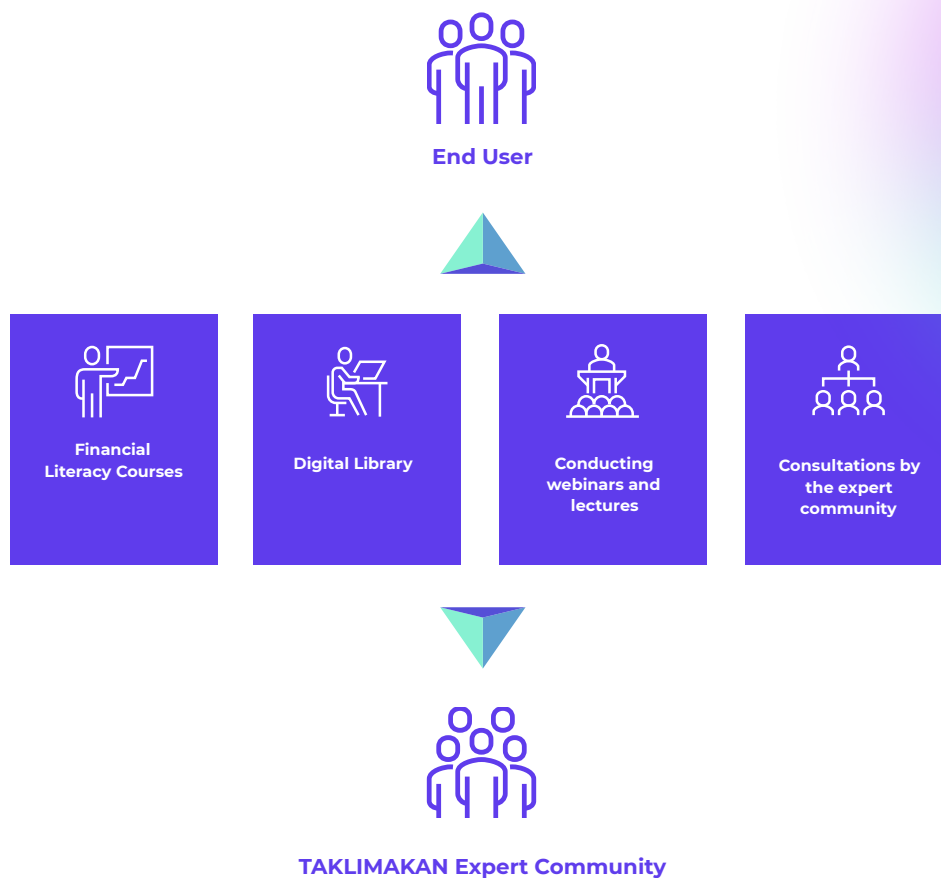 End User
Financial
Literacy Courses
Digital Library
Conducting
webinars and
lectures
Consultations by
the expert
community
TAKLIMAKAN Expert Community